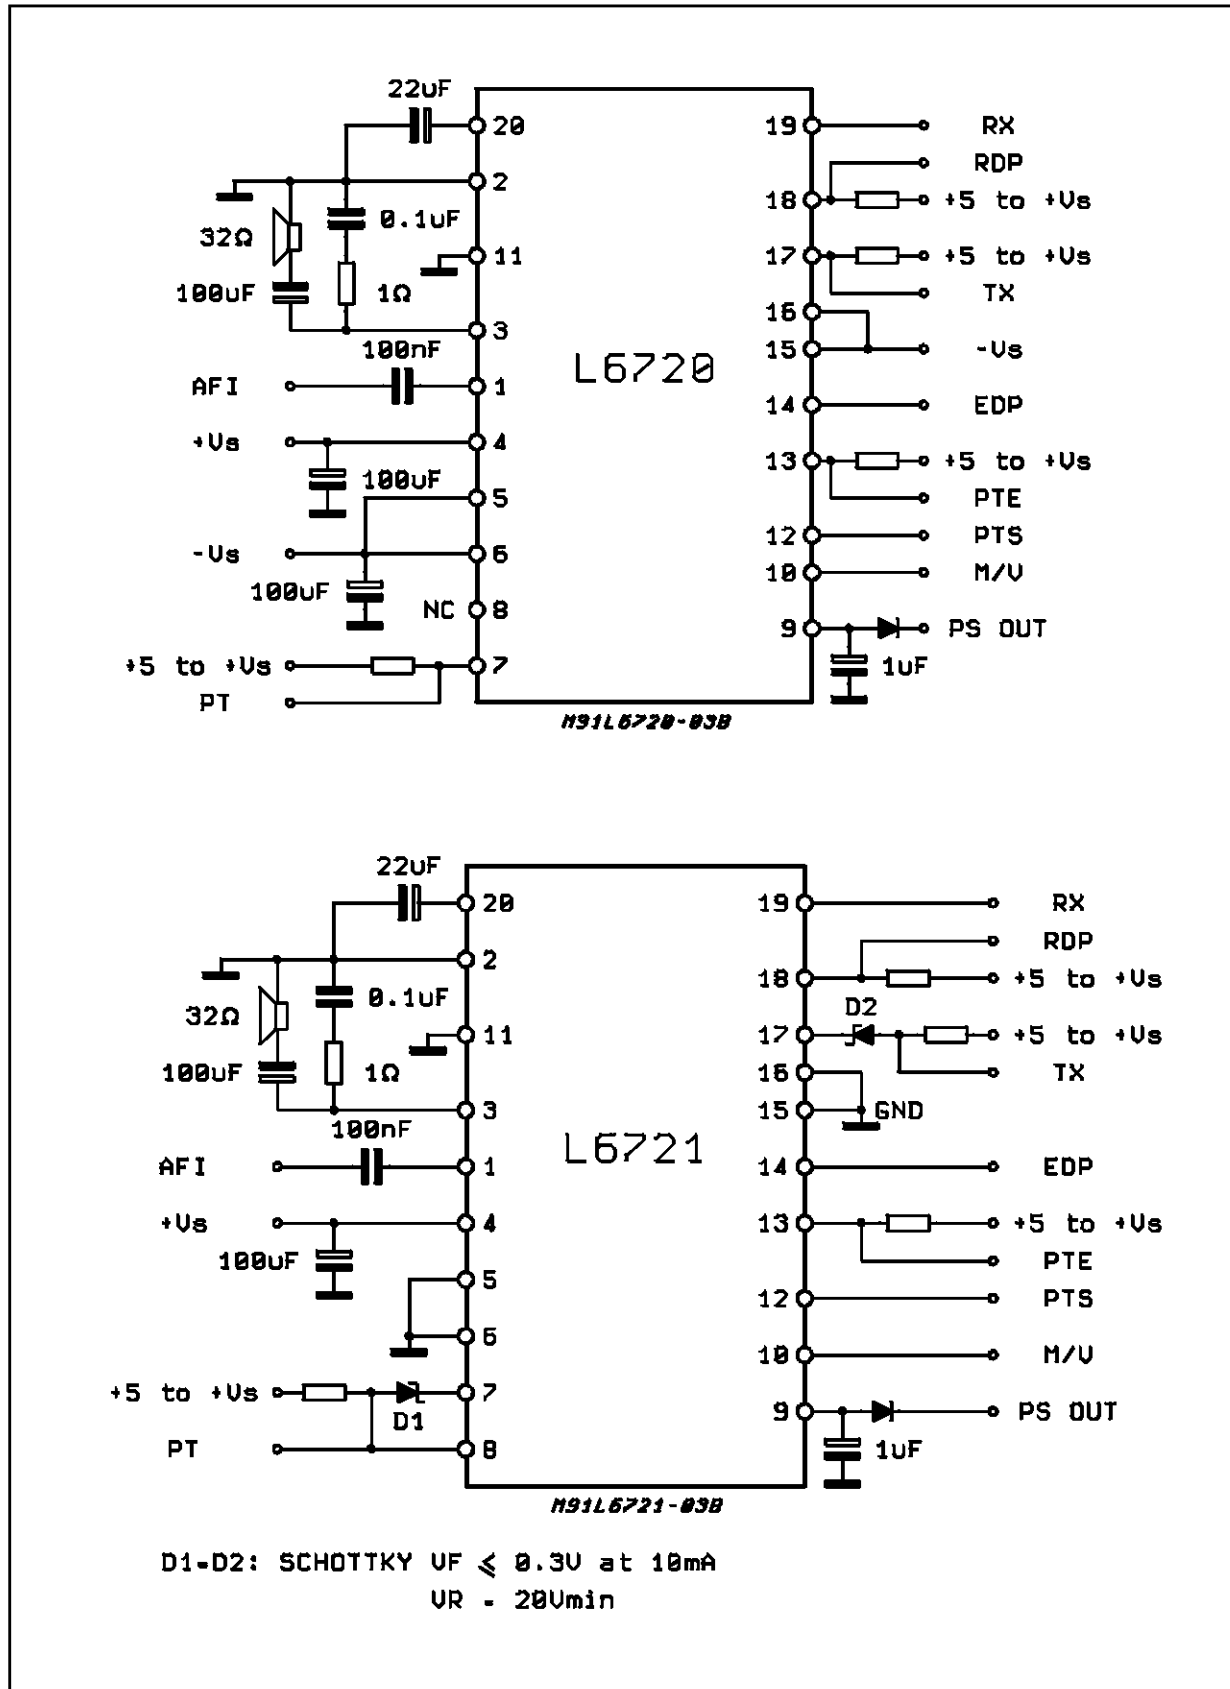 22uF
20
19
RX
RDP
2
18
+5 to +Vs
32Ω
0.1uF
11
17
+5 to +Vs
100uF
1Ω
TX
16
3
15
-Vs
100nF
L6720
AFI
1
14
EDP
+Vs
4
13
+5 to +Vs
100uF
5
PTE
-Vs
6
12
PTS
100uF
10
M/V
NC
8
9
PS OUT
+5 to +Vs
7
1uF
PT
M91L6720-03B
22uF
20
19
RX
RDP
2
18
+5 to +Vs
32Ω
0.1uF
D2
11
17
+5 to +Vs
100uF
1Ω
16
TX
3
15
GND
100nF
L6721
AFI
1
14
EDP
+Vs
4
13
+5 to +Vs
100uF
PTE
5
12
PTS
6
10
M/V
+5 to +Vs
7
9
PS OUT
D1
PT
8
1uF
M91L6721-03B
D1=D2: SCHOTTKY VF ≤ 0.3V at 10mA
VR = 20Vmin